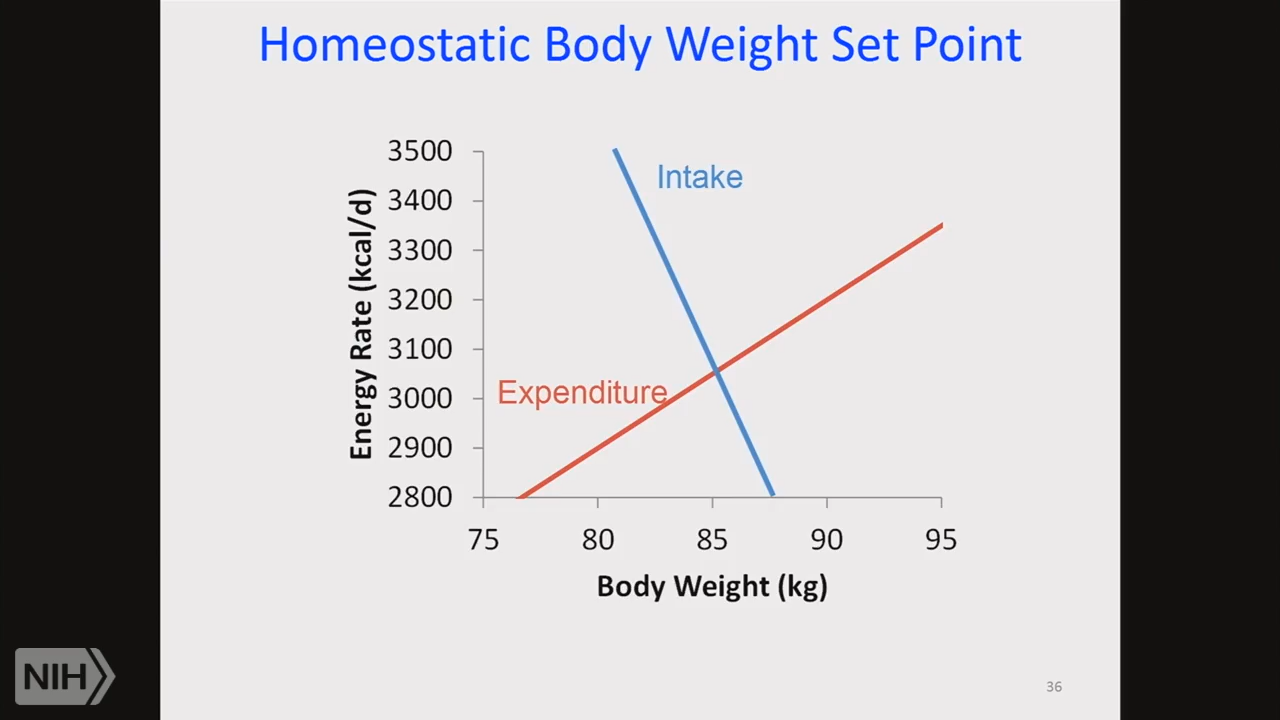 Homeostatic Body Weight Set Point
3500
3400
3300
3200
3100
3000
2900
2800
Energy Rate (kcal/d)
Intake
Expenditure
75 80 85 90 95
Body Weight (kg)
NIH
36